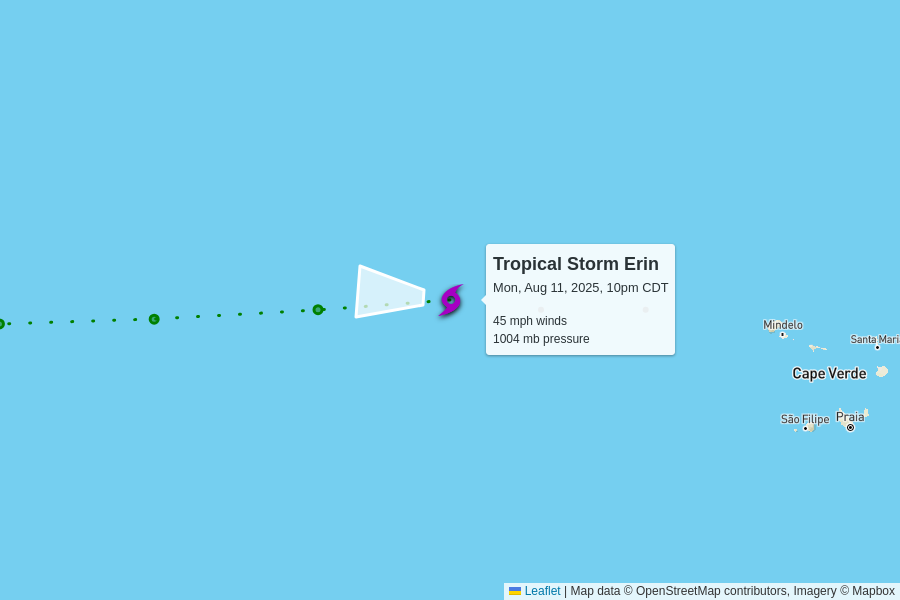 Tropical Storm Erin
Mon, Aug 11, 2025, 10pm CDT
45 mph winds
1004 mb pressure
Mindelo
Santa Mari
Cape Verde
São Filipe
Praia
Leaflet | Map data © OpenStreetMap contributors, Imagery © Mapbox